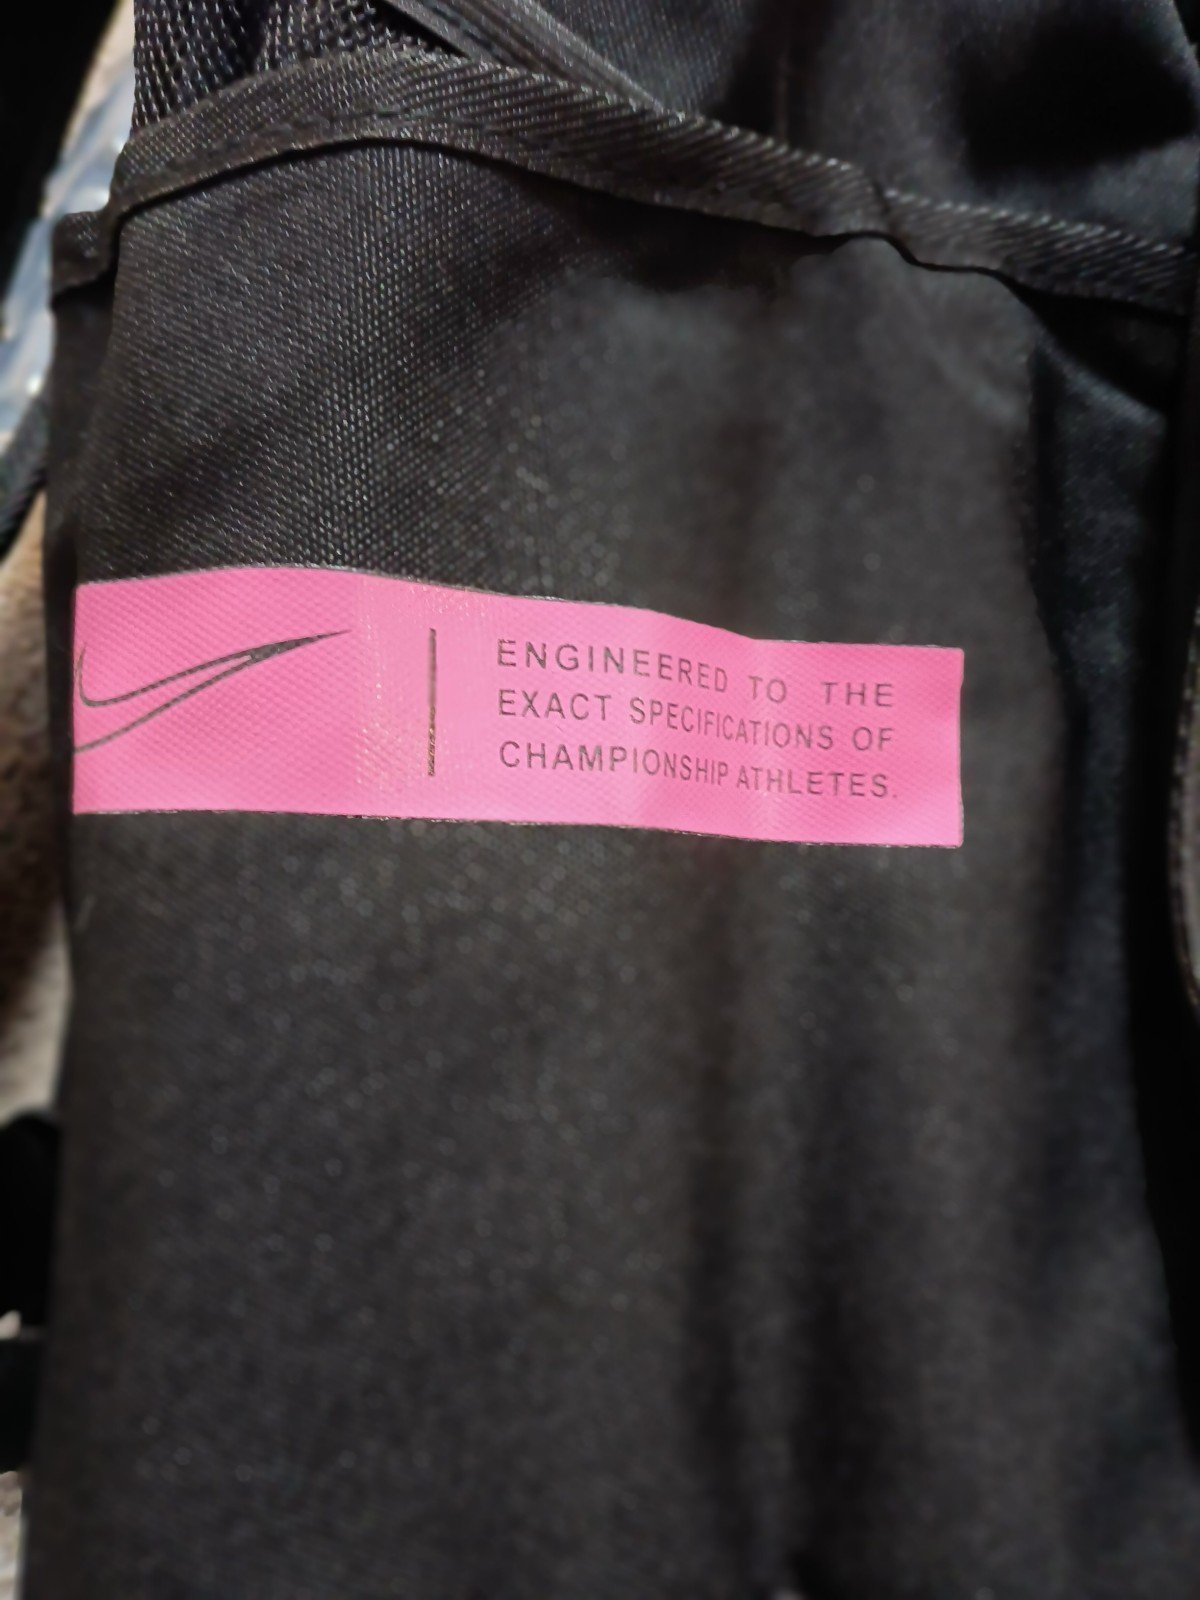 ENGINEERED TO THE
EXACT SPECIFICATIONS OF
CHAMPIONSHIP ATHLETES.